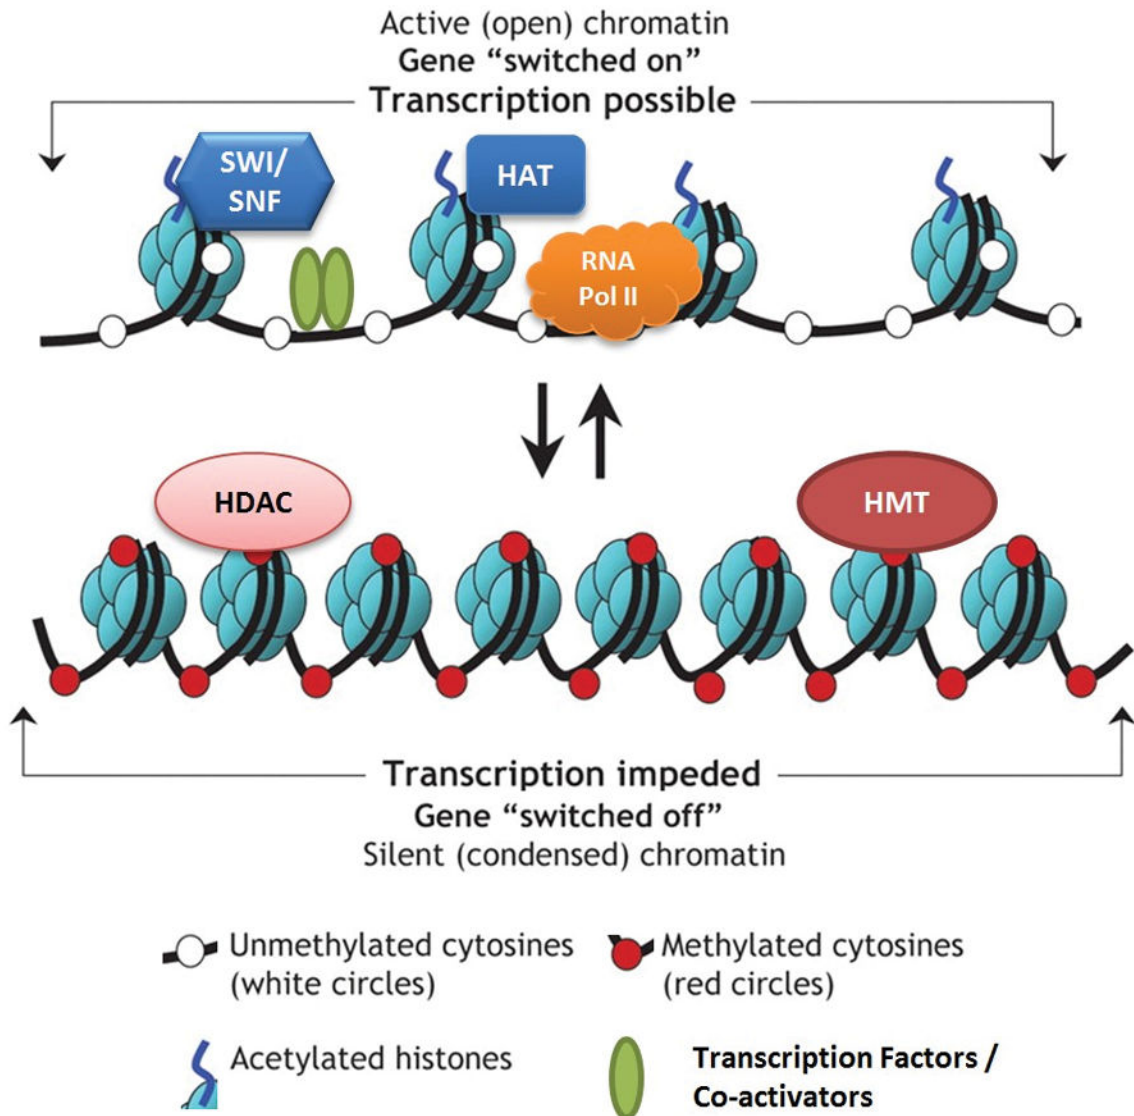 Active (open) chromatin
Gene “switched on”
Transcription possible
SWI/
SNF
HAT
RNA
Pol II
HDAC
HMT
Transcription impeded
Gene “switched off”
Silent (condensed) chromatin
Unmethylated cytosines
(white circles)
Methylated cytosines
(red circles)
Acetylated histones
Transcription Factors /
Co-activators